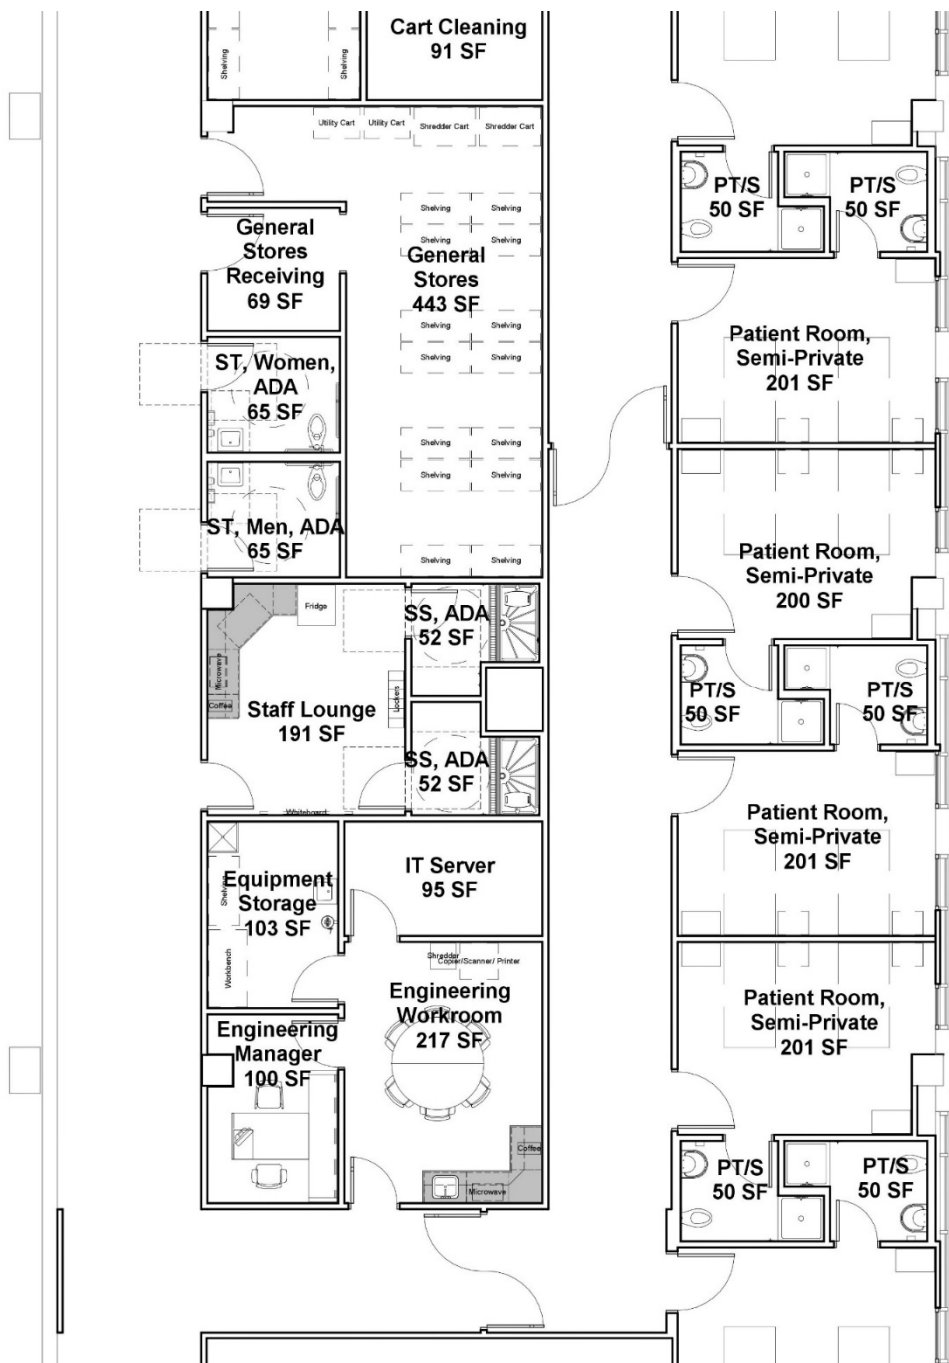 Cart Cleaning
91 SF
Shelving
Shelving
Utility Cart
Utility Cart
Shredder Cart
Shredder Cart
PT/S
50 SF
PT/S
50 SF
General
Stores
Receiving
69 SF
Shelving
Shelving
Shelving
Shelving
General
Stores
443 SF
Shelving
Shelving
Shelving
Shelving
Patient Room,
Semi-Private
201 SF
ST, Women,
ADA
65 SF
Shelving
Shelving
Shelving
Shelving
ST, Men, ADA
65 SF
Shelving
Shelving
Patient Room,
Semi-Private
200 SF
Fridge
SS, ADA
52 SF
Microwave
Coffee
Staff Lounge
191 SF
Lockers
PT/S
50 SF
PT/S
50 SF
SS, ADA
52 SF
Whiteboard
Patient Room,
Semi-Private
201 SF
Equipment
Storage
103 SF
Shelving
Workbench
IT Server
95 SF
Shredder
Copier/Scanner/ Printer
Engineering
Workroom
217 SF
Patient Room,
Semi-Private
201 SF
Engineering
Manager
100 SF
Coffee
Microwave
PT/S
50 SF
PT/S
50 SF